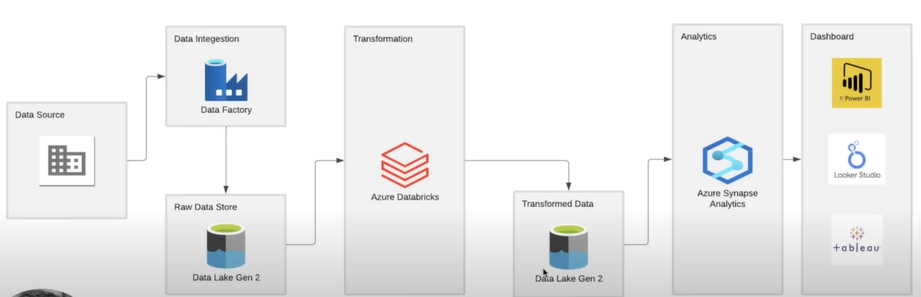 Data Source
Data Integestion
Data Factory
Raw Data Store
Data Lake Gen 2
Transformation
Azure Databricks
Transformed Data
Data Lake Gen 2
Analytics
Azure Synapse
Analytics
Dashboard
Power BI
Looker Studio
+ableau